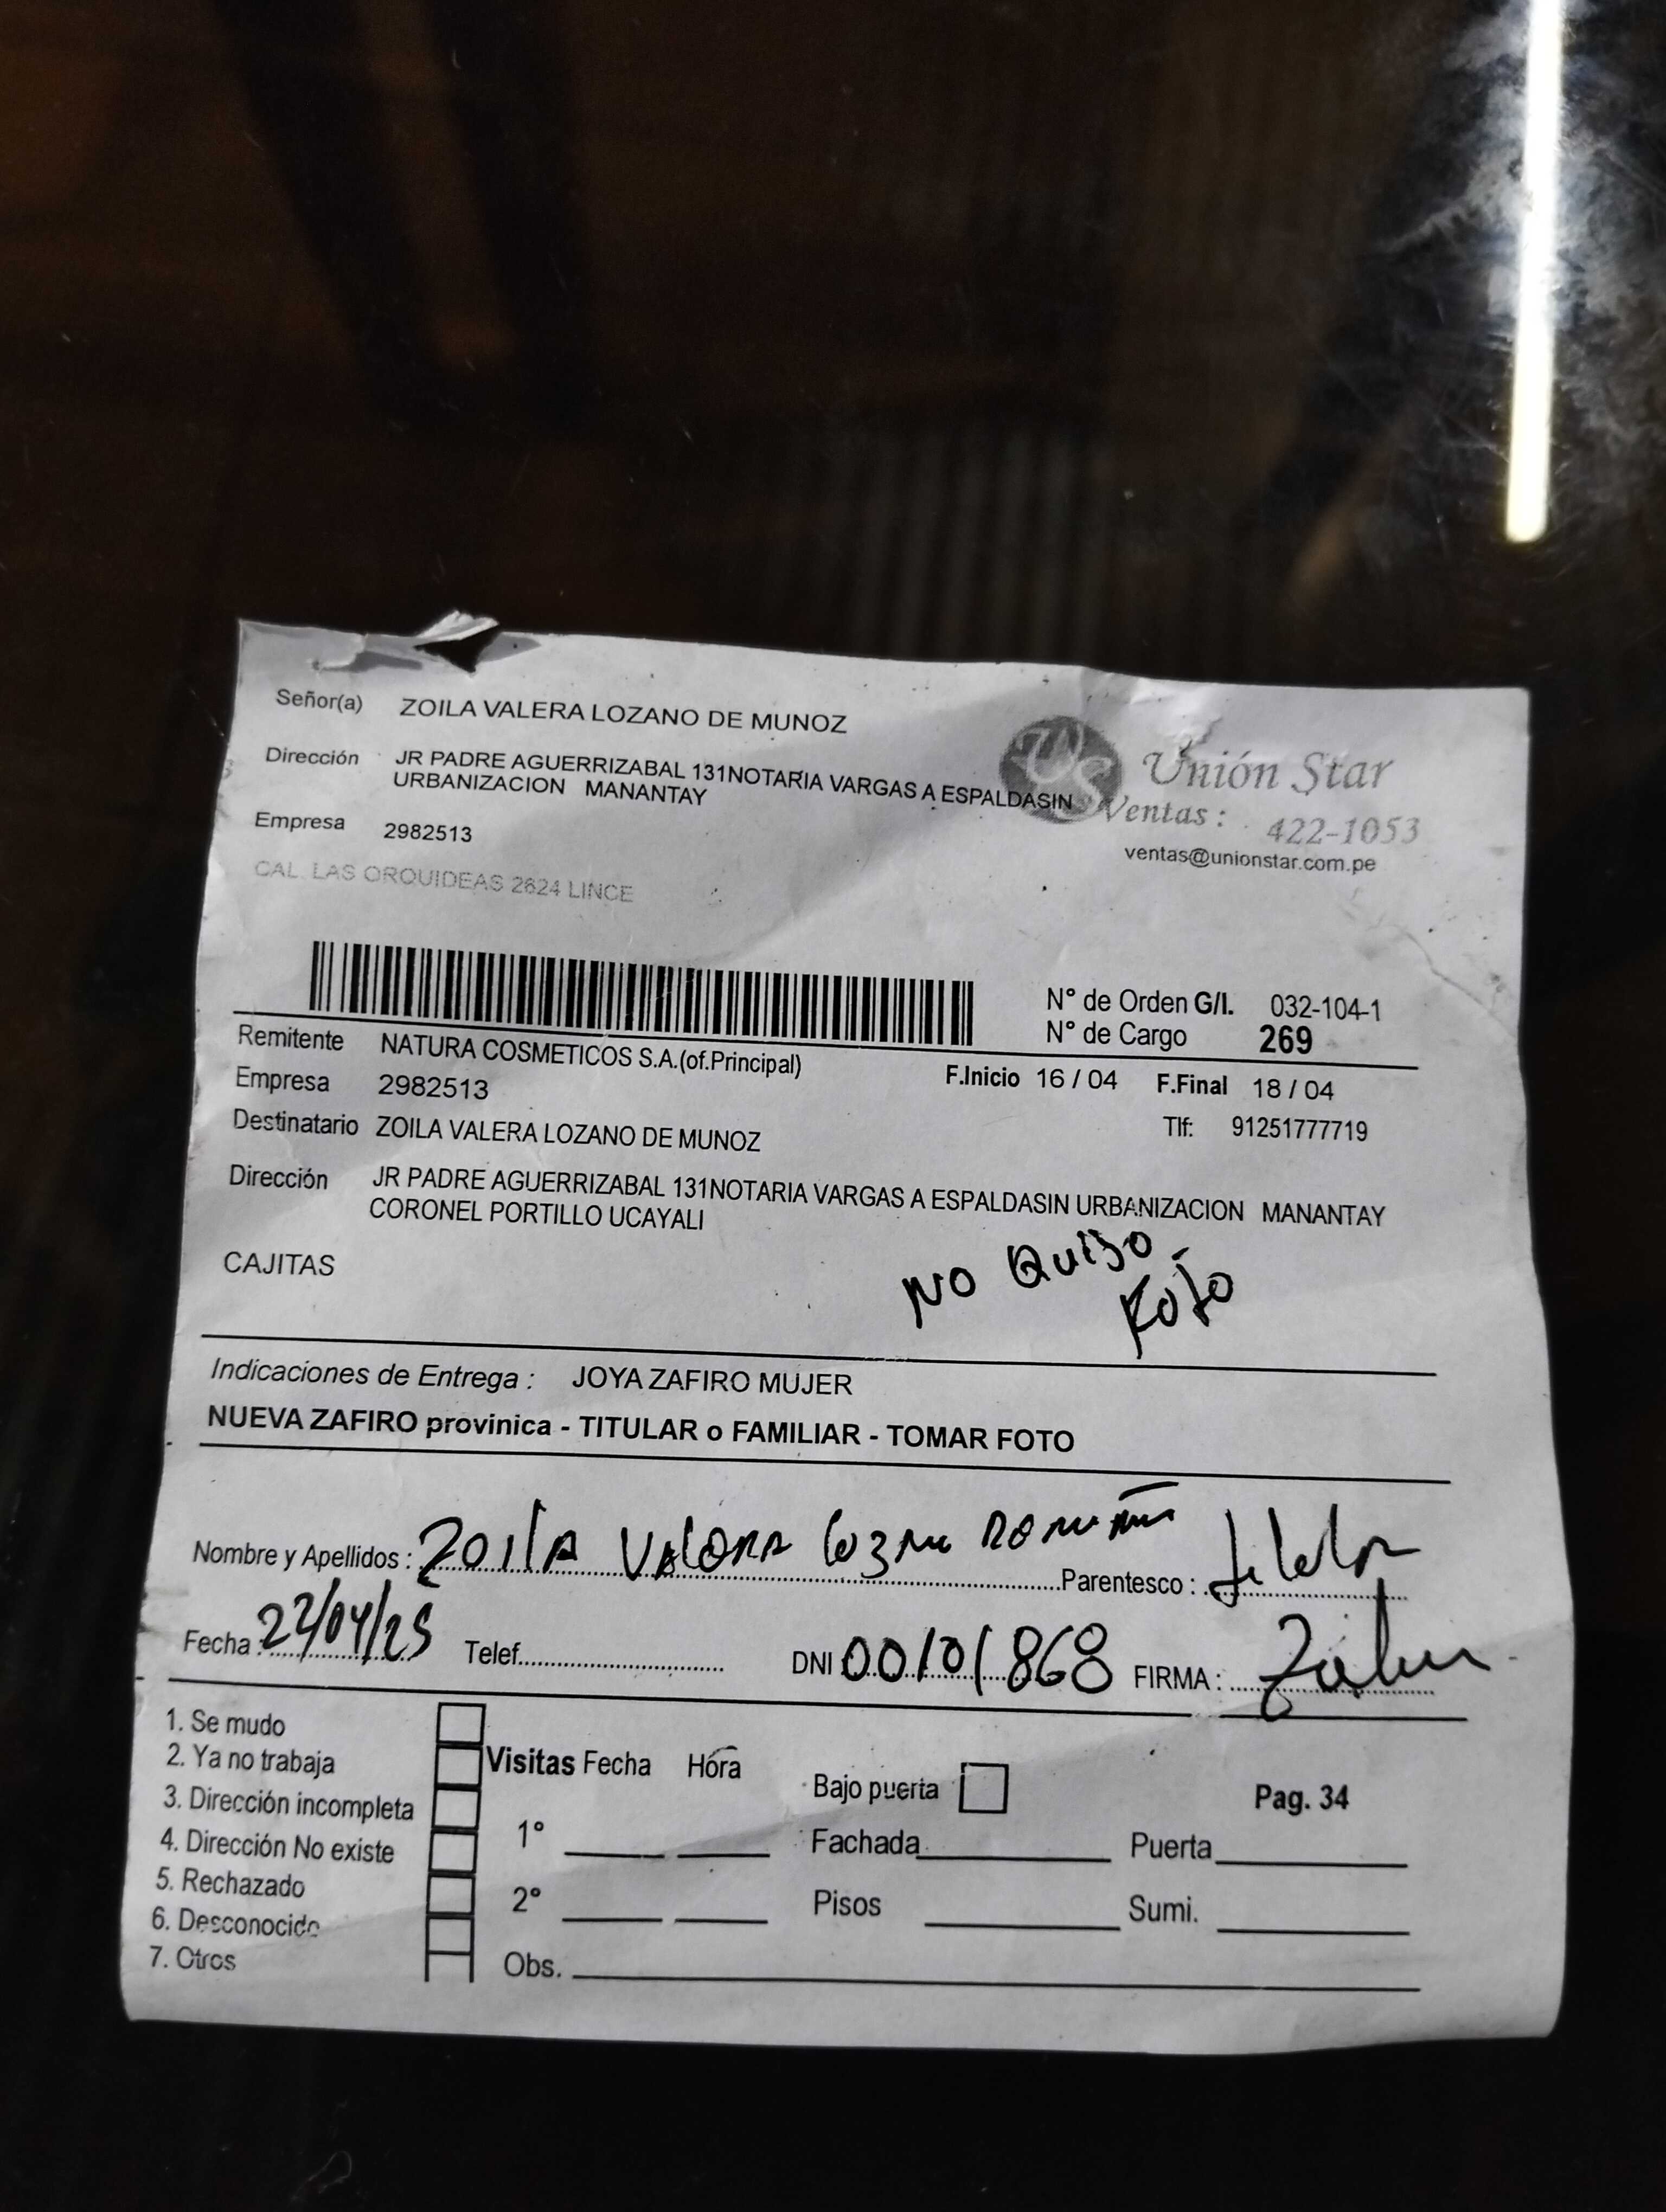 Señor(a) ZOILA VALERA LOZANO DE MUNOZ
Dirección JR PADRE AGUERRIZABAL 131NOTARIA VARGAS A ESPALDASIN
URBANIZACION MANANTAY
Unión Star
Ventas : 422-1053
ventas@unionstar.com.pe
Empresa 2982513
CAL. LAS ORQUIDEAS 2624 LINCE
N° de Orden G/I. 032-104-1
N° de Cargo 269
Remitente NATURA COSMETICOS S.A.(of.Principal)
F.Inicio 16 / 04 F.Final 18 / 04
Empresa 2982513
Destinatario ZOILA VALERA LOZANO DE MUNOZ
Tlf: 91251777719
Dirección JR PADRE AGUERRIZABAL 131NOTARIA VARGAS A ESPALDASIN URBANIZACION MANANTAY
CORONEL PORTILLO UCAYALI
CAJITAS
NO QUISO
FOTO
Indicaciones de Entrega : JOYA ZAFIRO MUJER
NUEVA ZAFIRO provinica - TITULAR o FAMILIAR - TOMAR FOTO
Nombre y Apellidos : ZOILA VALERA
Parentesco :
Fecha : 22/04/25 Telef. DNI 00101868 FIRMA :
1. Se mudo
2. Ya no trabaja
3. Dirección incompleta
4. Dirección No existe
5. Rechazado
6. Desconocido
7. Otros
Visitas Fecha Hora
1°
2°
Obs.
Bajo puerta
Pag. 34
Fachada Puerta
Pisos Sumi.